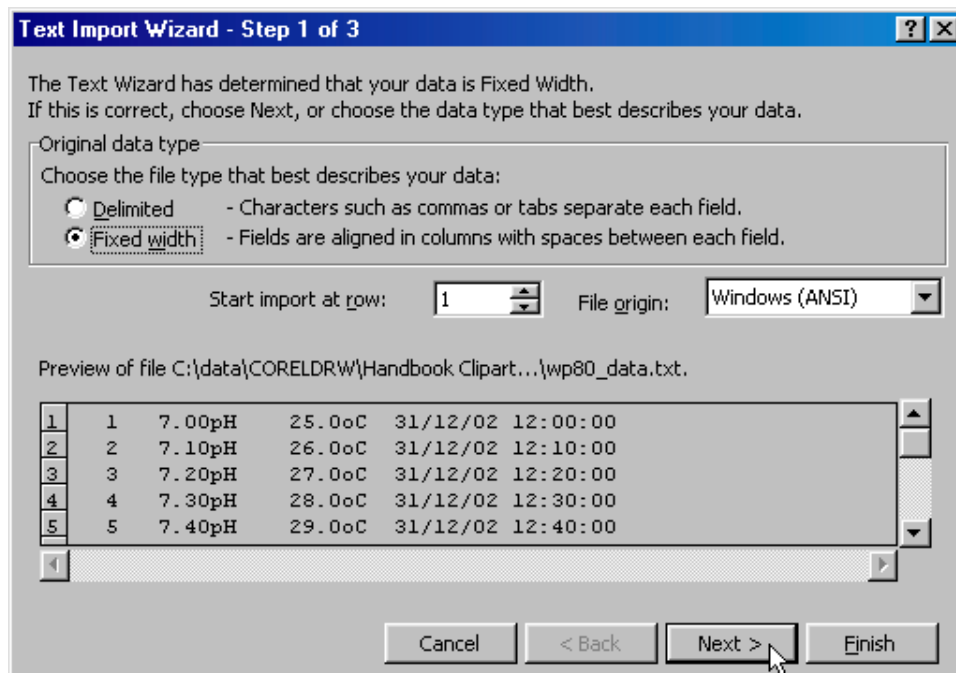 Text Import Wizard - Step 1 of 3
The Text Wizard has determined that your data is Fixed Width.
If this is correct, choose Next, or choose the data type that best describes your data.
Original data type
Choose the file type that best describes your data:
Delimited - Characters such as commas or tabs separate each field.
Fixed width - Fields are aligned in columns with spaces between each field.
Start import at row: 1 File origin: Windows (ANSI)
Preview of file C:\data\CORELDRW\Handbook Clipart...\wp80_data.txt.
1 1 7.00pH 25.0oC 31/12/02 12:00:00
2 2 7.10pH 26.0oC 31/12/02 12:10:00
3 3 7.20pH 27.0oC 31/12/02 12:20:00
4 4 7.30pH 28.0oC 31/12/02 12:30:00
5 5 7.40pH 29.0oC 31/12/02 12:40:00
Cancel < Back Next > Finish